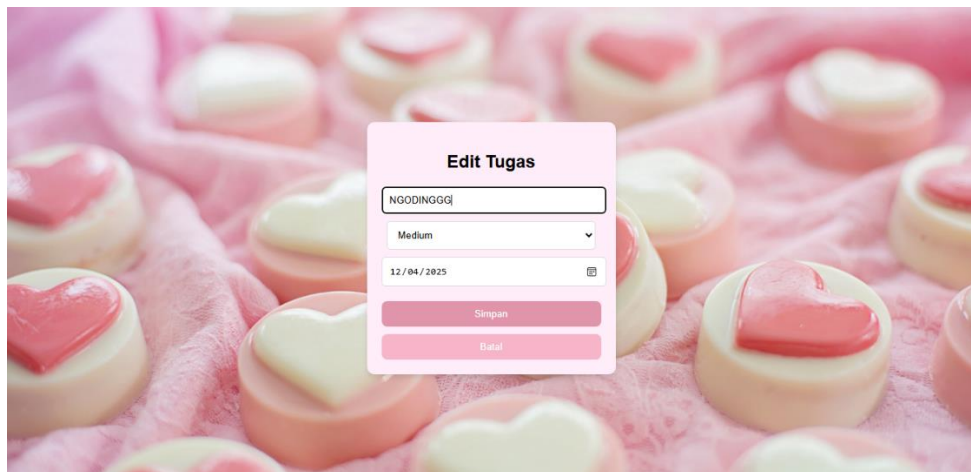 Edit Tugas
NGODINGGG
Medium
12/04/2025
Simpan
Batal